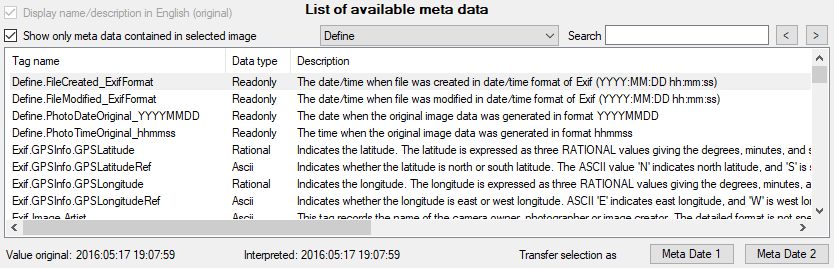 Display name/description in English (original)
List of available meta data
Show only meta data contained in selected image
Define
Search
<
>
Tag name Data type Description
Define.FileCreated_ExifFormat Readonly The date/time when file was created in date/time format of Exif (YYYY:MM:DD hh:mm:ss)
Define.FileModified_ExifFormat Readonly The date/time when file was modified in date/time format of Exif (YYYY:MM:DD hh:mm:ss)
Define.PhotoDateOriginal_YYYYMMDD Readonly The date when the original image data was generated in format YYYYMMDD
Define.PhotoTimeOriginal_hhmmss Readonly The time when the original image data was generated in format hhmmss
Exif.GPSInfo.GPSLatitude Rational Indicates the latitude. The latitude is expressed as three RATIONAL values giving the degrees, minutes, and s
Exif.GPSInfo.GPSLatitudeRef Ascii Indicates whether the latitude is north or south latitude. The ASCII value 'N' indicates north latitude, and 'S' is s
Exif.GPSInfo.GPSLongitude Rational Indicates the longitude. The longitude is expressed as three RATIONAL values giving the degrees, minutes, a
Exif.GPSInfo.GPSLongitudeRef Ascii Indicates whether the longitude is east or west longitude. ASCII 'E' indicates east longitude, and 'W' is west lon
Exif.Image.Artist Ascii This tag records the name of the camera owner, photographer or image creator. The detailed format is not spe
Value original: 2016:05:17 19:07:59 Interpreted: 2016:05:17 19:07:59 Transfer selection as Meta Date 1 Meta Date 2